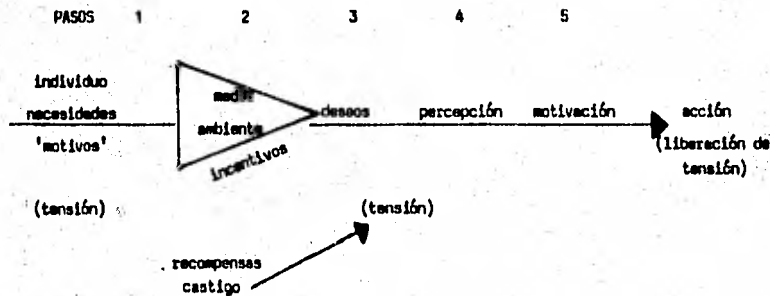 PASOS 1 2 3 4 5
individuo
necesidades
'motivos'
medio
ambiente
incentivos
deseos percepción motivación acción
(liberación de
tensión)
(tensión) (tensión)
recompensas
castigo